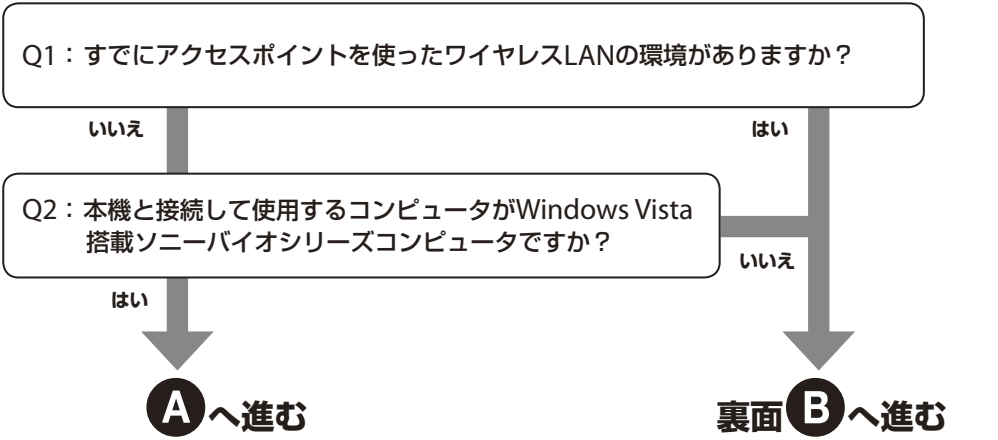 Q1：すでにアクセスポイントを使ったワイヤレスLANの環境がありますか？
いいえ
はい
Q2：本機と接続して使用するコンピュータがWindows Vista
搭載ソニーバイオシリーズコンピュータですか？
いいえ
はい
Aへ進む
裏面Bへ進む